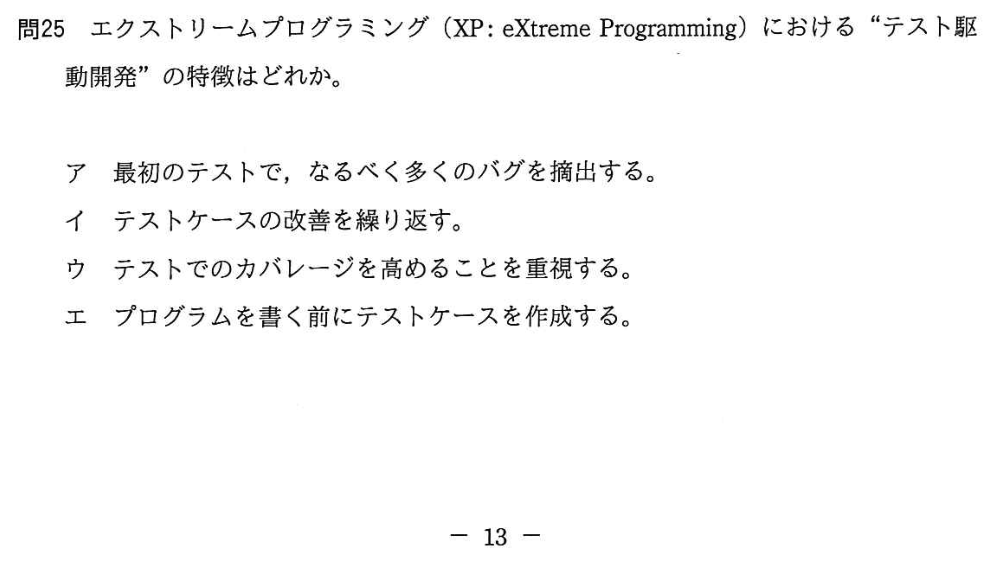 問25　エクストリームプログラミング（XP: eXtreme Programming）における“テスト駆
動開発”の特徴はどれか。
ア　最初のテストで，なるべく多くのバグを摘出する。
イ　テストケースの改善を繰り返す。
ウ　テストでのカバレージを高めることを重視する。
エ　プログラムを書く前にテストケースを作成する。
－ 13 －